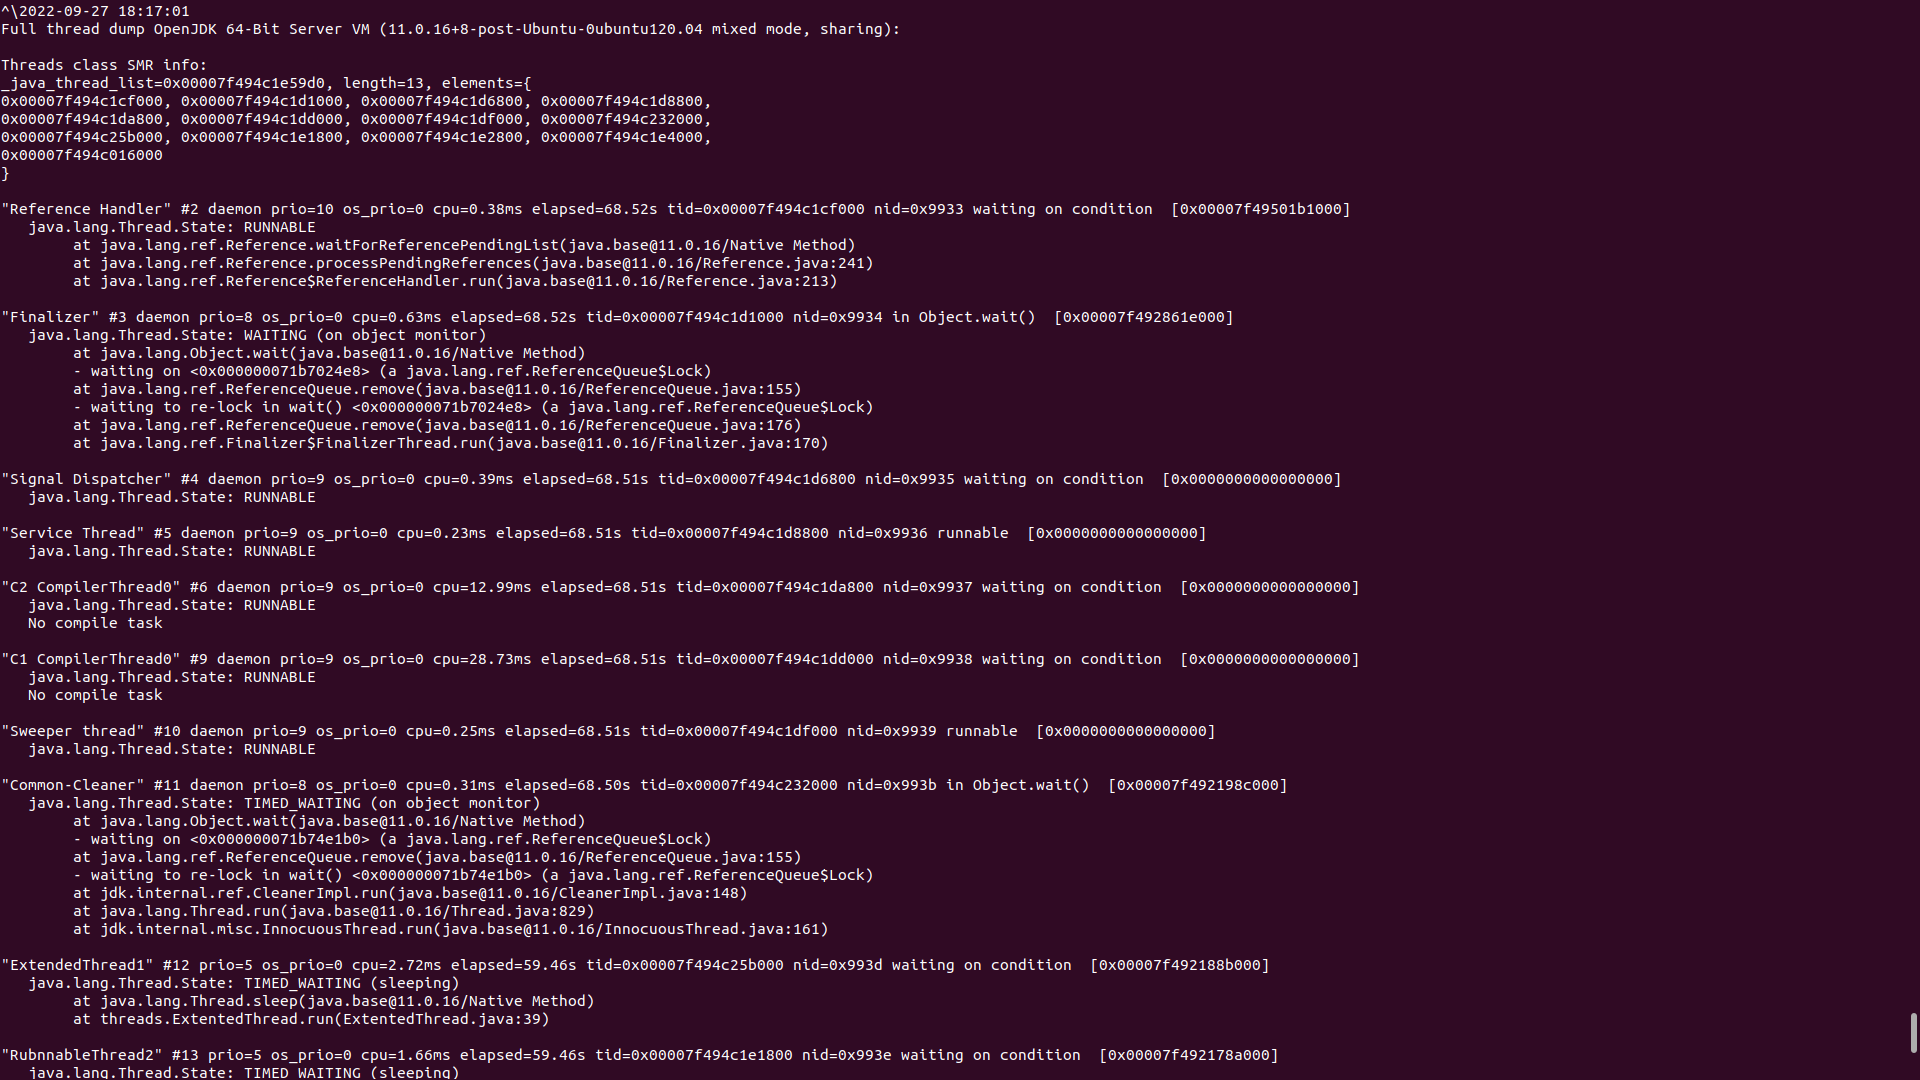 ^\2022-09-27 18:17:01
Full thread dump OpenJDK 64-Bit Server VM (11.0.16+8-post-Ubuntu-0ubuntu120.04 mixed mode, sharing):
Threads class SMR info:
_java_thread_list=0x00007f494c1e59d0, length=13, elements={
0x00007f494c1cf000, 0x00007f494c1d1000, 0x00007f494c1d6800, 0x00007f494c1d8800,
0x00007f494c1da800, 0x00007f494c1dd000, 0x00007f494c1df000, 0x00007f494c232000,
0x00007f494c25b000, 0x00007f494c1e1800, 0x00007f494c1e2800, 0x00007f494c1e4000,
0x00007f494c016000
}
"Reference Handler" #2 daemon prio=10 os_prio=0 cpu=0.38ms elapsed=68.52s tid=0x00007f494c1cf000 nid=0x9933 waiting on condition  [0x00007f49501b1000]
   java.lang.Thread.State: RUNNABLE
        at java.lang.ref.Reference.waitForReferencePendingList(java.base@11.0.16/Native Method)
        at java.lang.ref.Reference.processPendingReferences(java.base@11.0.16/Reference.java:241)
        at java.lang.ref.Reference$ReferenceHandler.run(java.base@11.0.16/Reference.java:213)
"Finalizer" #3 daemon prio=8 os_prio=0 cpu=0.63ms elapsed=68.52s tid=0x00007f494c1d1000 nid=0x9934 in Object.wait()  [0x00007f492861e000]
   java.lang.Thread.State: WAITING (on object monitor)
        at java.lang.Object.wait(java.base@11.0.16/Native Method)
        - waiting on <0x000000071b7024e8> (a java.lang.ref.ReferenceQueue$Lock)
        at java.lang.ref.ReferenceQueue.remove(java.base@11.0.16/ReferenceQueue.java:155)
        - waiting to re-lock in wait() <0x000000071b7024e8> (a java.lang.ref.ReferenceQueue$Lock)
        at java.lang.ref.ReferenceQueue.remove(java.base@11.0.16/ReferenceQueue.java:176)
        at java.lang.ref.Finalizer$FinalizerThread.run(java.base@11.0.16/Finalizer.java:170)
"Signal Dispatcher" #4 daemon prio=9 os_prio=0 cpu=0.39ms elapsed=68.51s tid=0x00007f494c1d6800 nid=0x9935 waiting on condition  [0x0000000000000000]
   java.lang.Thread.State: RUNNABLE
"Service Thread" #5 daemon prio=9 os_prio=0 cpu=0.23ms elapsed=68.51s tid=0x00007f494c1d8800 nid=0x9936 runnable  [0x0000000000000000]
   java.lang.Thread.State: RUNNABLE
"C2 CompilerThread0" #6 daemon prio=9 os_prio=0 cpu=12.99ms elapsed=68.51s tid=0x00007f494c1da800 nid=0x9937 waiting on condition  [0x0000000000000000]
   java.lang.Thread.State: RUNNABLE
   No compile task
"C1 CompilerThread0" #9 daemon prio=9 os_prio=0 cpu=28.73ms elapsed=68.51s tid=0x00007f494c1dd000 nid=0x9938 waiting on condition  [0x0000000000000000]
   java.lang.Thread.State: RUNNABLE
   No compile task
"Sweeper thread" #10 daemon prio=9 os_prio=0 cpu=0.25ms elapsed=68.51s tid=0x00007f494c1df000 nid=0x9939 runnable  [0x0000000000000000]
   java.lang.Thread.State: RUNNABLE
"Common-Cleaner" #11 daemon prio=8 os_prio=0 cpu=0.31ms elapsed=68.50s tid=0x00007f494c232000 nid=0x993b in Object.wait()  [0x00007f492198c000]
   java.lang.Thread.State: TIMED_WAITING (on object monitor)
        at java.lang.Object.wait(java.base@11.0.16/Native Method)
        - waiting on <0x000000071b74e1b0> (a java.lang.ref.ReferenceQueue$Lock)
        at java.lang.ref.ReferenceQueue.remove(java.base@11.0.16/ReferenceQueue.java:155)
        - waiting to re-lock in wait() <0x000000071b74e1b0> (a java.lang.ref.ReferenceQueue$Lock)
        at jdk.internal.ref.CleanerImpl.run(java.base@11.0.16/CleanerImpl.java:148)
        at java.lang.Thread.run(java.base@11.0.16/Thread.java:829)
        at jdk.internal.misc.InnocuousThread.run(java.base@11.0.16/InnocuousThread.java:161)
"ExtendedThread1" #12 prio=5 os_prio=0 cpu=2.72ms elapsed=59.46s tid=0x00007f494c25b000 nid=0x993d waiting on condition  [0x00007f492188b000]
   java.lang.Thread.State: TIMED_WAITING (sleeping)
        at java.lang.Thread.sleep(java.base@11.0.16/Native Method)
        at threads.ExtentedThread.run(ExtentedThread.java:39)
"RubnnableThread2" #13 prio=5 os_prio=0 cpu=1.66ms elapsed=59.46s tid=0x00007f494c1e1800 nid=0x993e waiting on condition  [0x00007f492178a000]
   java.lang.Thread.State: TIMED_WAITING (sleeping)